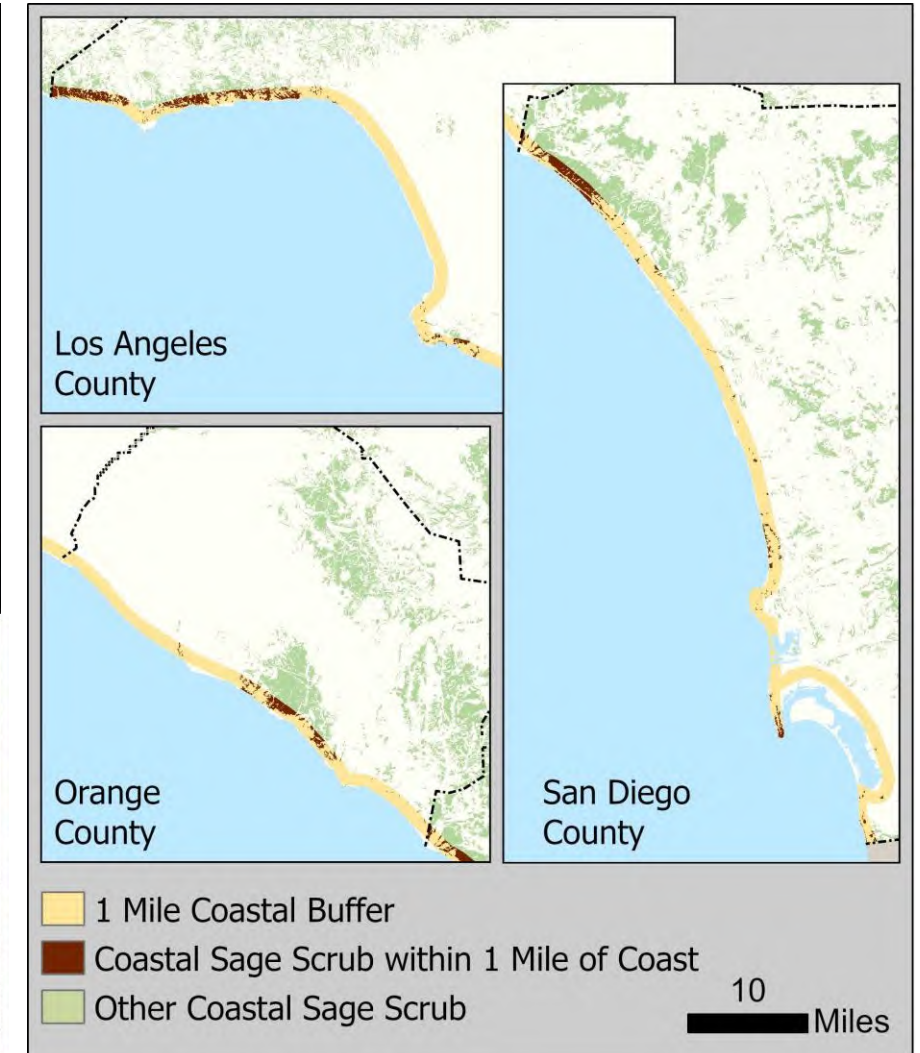 Los Angeles
County
Orange
County
San Diego
County
1 Mile Coastal Buffer
Coastal Sage Scrub within 1 Mile of Coast
Other Coastal Sage Scrub
10
Miles